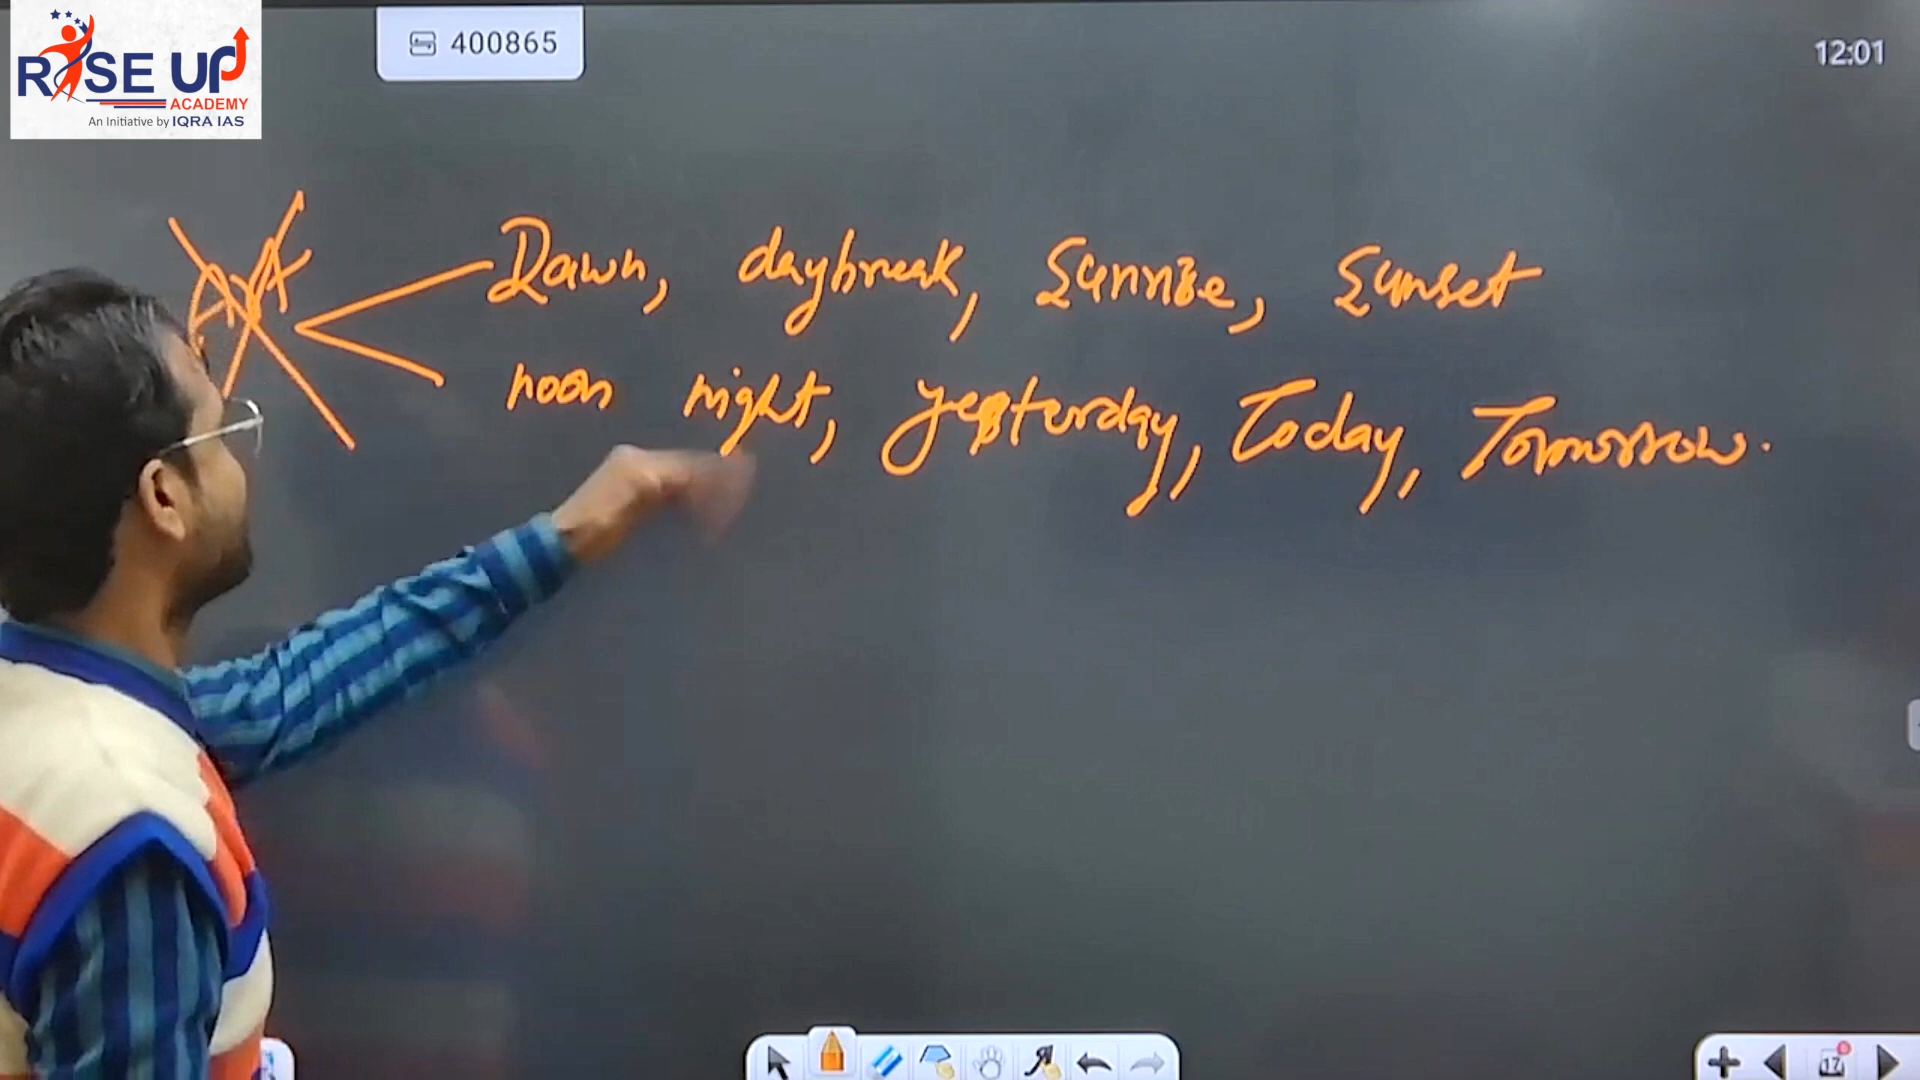 RISE UP
ACADEMY
An Initiative by IQRA IAS
400865
12:01
Dawn, daybreak, Sunrise, Sunset
noon night, yesterday, Today, Tomorrow.
17